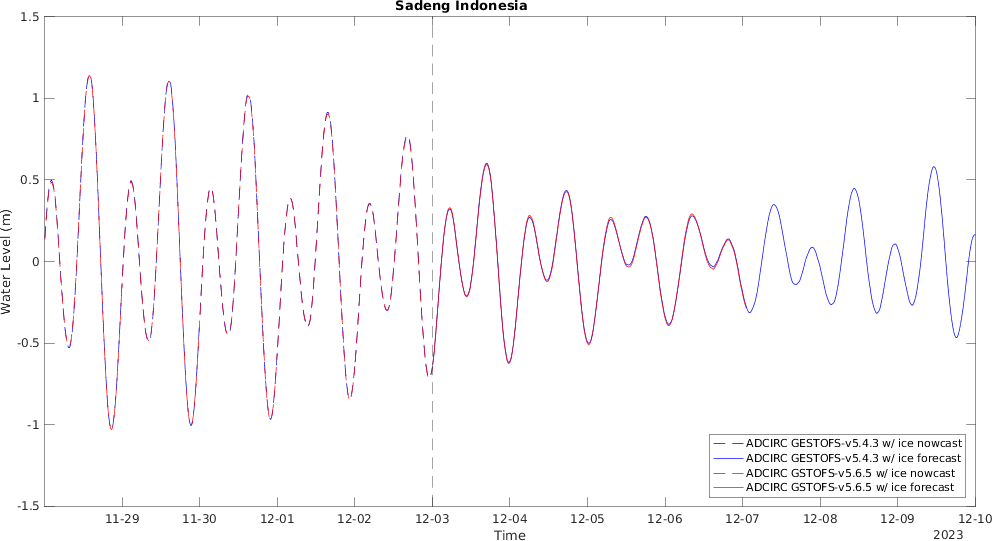 Sadeng Indonesia
1.5
1
0.5
0
-0.5
-1
-1.5
Water Level (m)
ADCIRC GESTOFS-v5.4.3 w/ ice nowcast
ADCIRC GESTOFS-v5.4.3 w/ ice forecast
ADCIRC GSTOFS-v5.6.5 w/ ice nowcast
ADCIRC GSTOFS-v5.6.5 w/ ice forecast
11-29 11-30 12-01 12-02 12-03 12-04 12-05 12-06 12-07 12-08 12-09 12-10
Time
2023